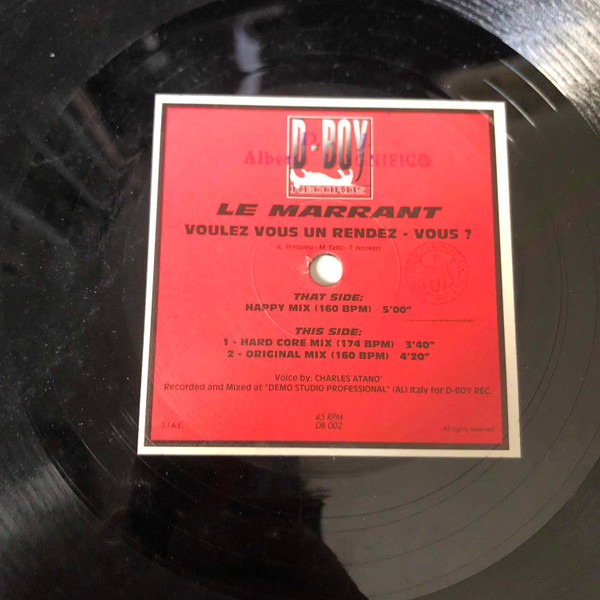 D-BOY
Alber
NIFICO
LE MARRANT
VOULEZ VOUS UN RENDEZ - VOUS ?
THAT SIDE:
HAPPY MIX (160 BPM) 5'00"
THIS SIDE:
1 - HARD CORE MIX (174 BPM) 3'40"
2 - ORIGINAL MIX (160 BPM) 4'20"
Voice by: CHARLES ATANO'
Recorded and Mixed at "DEMO STUDIO PROFESSIONAL" (AL) Italy for D-BOY REC.
45 RPM
DB 002
S.I.A.E.
All rights reserved